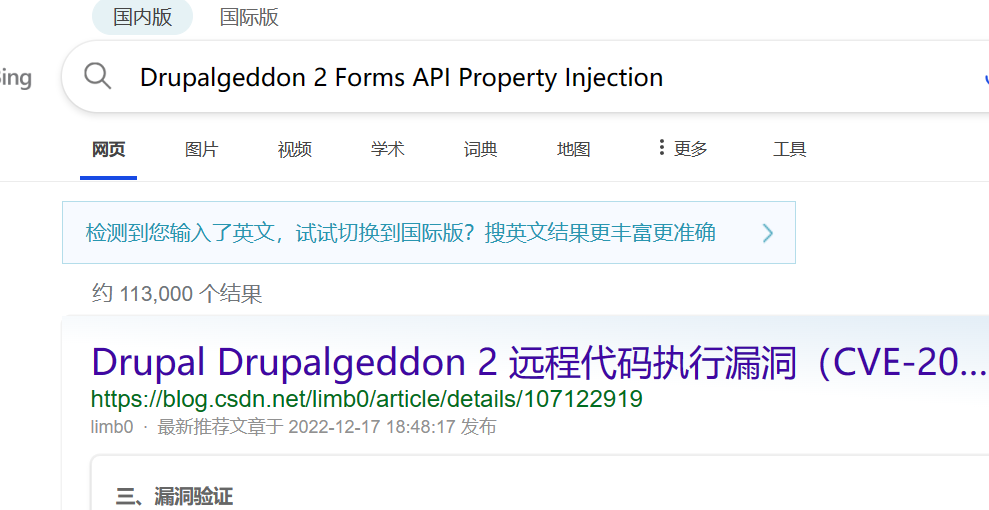 国内版 国际版
ing Drupalgeddon 2 Forms API Property Injection
网页 图片 视频 学术 词典 地图 更多 工具
检测到您输入了英文，试试切换到国际版？搜英文结果更丰富更准确
约 113,000 个结果
Drupal Drupalgeddon 2 远程代码执行漏洞（CVE-20...
https://blog.csdn.net/limb0/article/details/107122919
limb0 · 最新推荐文章于 2022-12-17 18:48:17 发布
三、漏洞验证